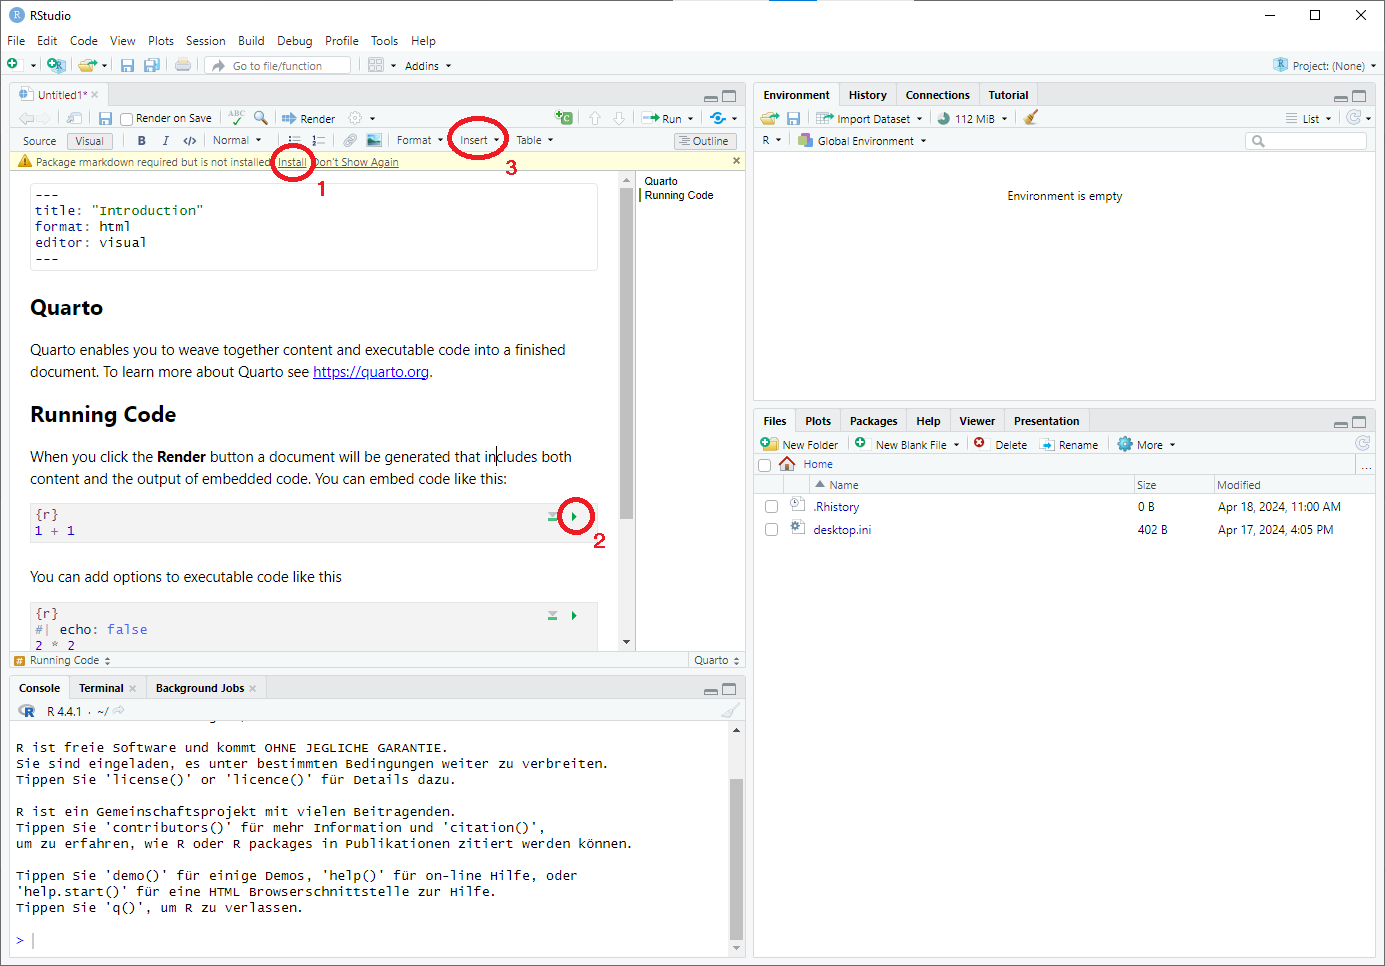 RStudio
File Edit Code View Plots Session Build Debug Profile Tools Help
Go to file/function Addins Project: (None)
Untitled1*
ABC Render on Save Render Run
Source Visual B I </> Normal Format Insert Table Outline
3
Package rmarkdown required but is not installed. Install Don't Show Again
1
---
title: "Introduction"
format: html
editor: visual
---
Quarto
Running Code
Quarto
Quarto enables you to weave together content and executable code into a finished
document. To learn more about Quarto see https://quarto.org.
Running Code
When you click the Render button a document will be generated that includes both
content and the output of embedded code. You can embed code like this:
{r}
1 + 1
2
You can add options to executable code like this
{r}
#| echo: false
2 * 2
# Running Code Quarto
Console Terminal Background Jobs
R R 4.4.1 · ~/
R ist freie Software und kommt OHNE JEGLICHE GARANTIE.
Sie sind eingeladen, es unter bestimmten Bedingungen weiter zu verbreiten.
Tippen Sie 'license()' or 'licence()' für Details dazu.
R ist ein Gemeinschaftsprojekt mit vielen Beitragenden.
Tippen Sie 'contributors()' für mehr Information und 'citation()',
um zu erfahren, wie R oder R packages in Publikationen zitiert werden können.
Tippen Sie 'demo()' für einige Demos, 'help()' für on-line Hilfe, oder
'help.start()' für eine HTML Browserschnittstelle zur Hilfe.
Tippen Sie 'q()', um R zu verlassen.
>
Environment History Connections Tutorial
Import Dataset 112 MiB List
R Global Environment
Environment is empty
Files Plots Packages Help Viewer Presentation
New Folder New Blank File Delete Rename More
Home ...
Name Size Modified
.Rhistory 0 B Apr 18, 2024, 11:00 AM
desktop.ini 402 B Apr 17, 2024, 4:05 PM